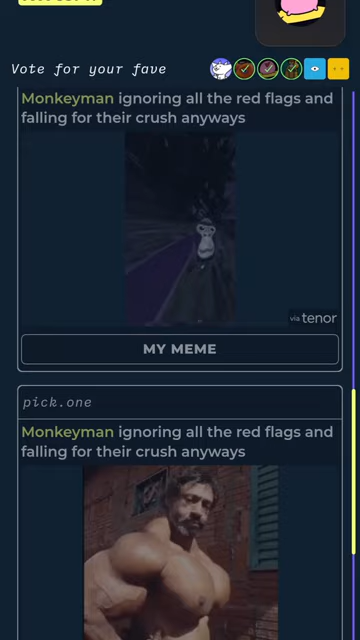 Vote for your fave
Monkeyman ignoring all the red flags and
falling for their crush anyways
via tenor
MY MEME
pick.one
Monkeyman ignoring all the red flags and
falling for their crush anyways